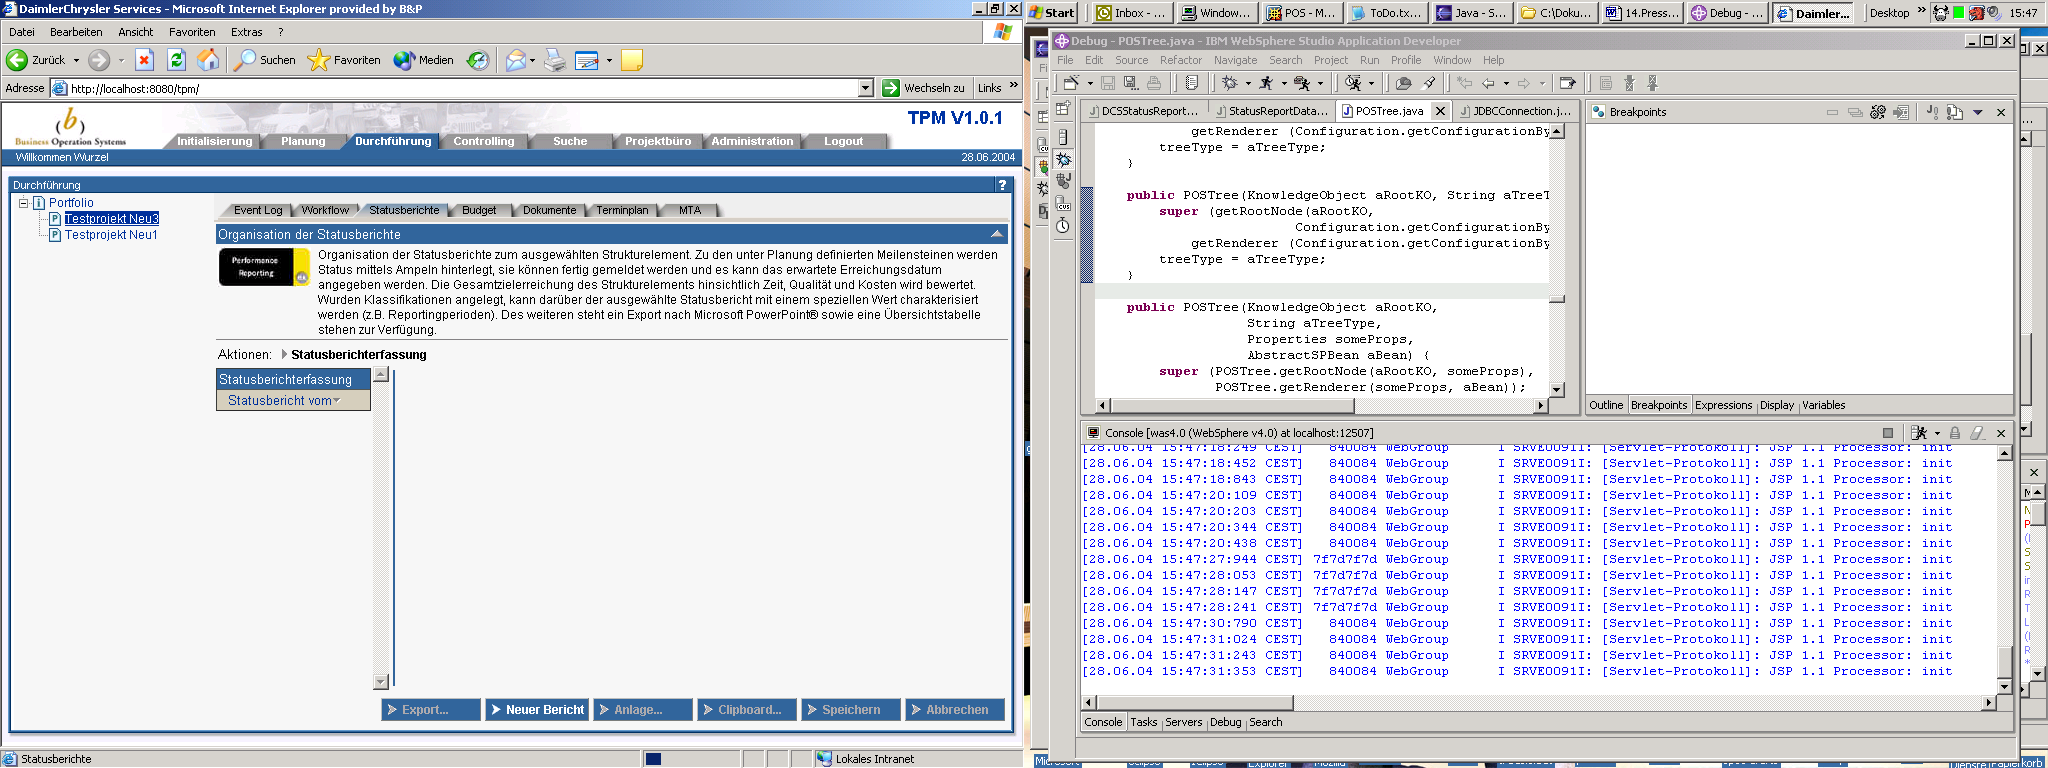 DaimlerChrysler Services - Microsoft Internet Explorer provided by B&P
Datei Bearbeiten Ansicht Favoriten Extras ?
Zurück Suchen Favoriten Medien
Adresse http://localhost:8080/tpm/ Wechseln zu Links »
(b)
Business Operation Systems
TPM V1.0.1
Initialisierung Planung Durchführung Controlling Suche Projektbüro Administration Logout
Willkommen Wurzel 28.06.2004
Durchführung ?
Portfolio
Testprojekt Neu3
Testprojekt Neu1
Event Log Workflow Statusberichte Budget Dokumente Terminplan MTA
Organisation der Statusberichte
Performance
Reporting
Organisation der Statusberichte zum ausgewählten Strukturelement. Zu den unter Planung definierten Meilensteinen werden
Status mittels Ampeln hinterlegt, sie können fertig gemeldet werden und es kann das erwartete Erreichungsdatum
angegeben werden. Die Gesamtzielerreichung des Strukturelements hinsichtlich Zeit, Qualität und Kosten wird bewertet.
Wurden Klassifikationen angelegt, kann darüber der ausgewählte Statusbericht mit einem speziellen Wert charakterisiert
werden (z.B. Reportingperioden). Des weiteren steht ein Export nach Microsoft PowerPoint® sowie eine Übersichtstabelle
stehen zur Verfügung.
Aktionen: Statusberichterfassung
Statusberichterfassung
Statusbericht vom
Export... Neuer Bericht Anlage... Clipboard... Speichern Abbrechen
Statusberichte Lokales Intranet
Start Inbox - ... Window... POS - M... ToDo.tx... Java - S... C:\Doku... 14.Press... Debug - ... Daimler... Desktop » 15:47
Debug - POSTree.java - IBM WebSphere Studio Application Developer
File Edit Source Refactor Navigate Search Project Run Profile Window Help
DCSStatusReport... StatusReportData... POSTree.java JDBCConnection.j...
getRenderer (Configuration.getConfigurationBy
treeType = aTreeType;
}
public POSTree(KnowledgeObject aRootKO, String aTreeT
super (getRootNode(aRootKO,
Configuration.getConfigurationBy
getRenderer (Configuration.getConfigurationBy
treeType = aTreeType;
}
public POSTree(KnowledgeObject aRootKO,
String aTreeType,
Properties someProps,
AbstractSPBean aBean) {
super (POSTree.getRootNode(aRootKO, someProps),
POSTree.getRenderer(someProps, aBean));
Breakpoints
Outline Breakpoints Expressions Display Variables
Console [was4.0 (WebSphere v4.0) at localhost:12507]
[28.06.04 15:47:18:249 CEST] 840084 WebGroup I SRVE0091I: [Servlet-Protokoll]: JSP 1.1 Processor: init
[28.06.04 15:47:18:452 CEST] 840084 WebGroup I SRVE0091I: [Servlet-Protokoll]: JSP 1.1 Processor: init
[28.06.04 15:47:18:843 CEST] 840084 WebGroup I SRVE0091I: [Servlet-Protokoll]: JSP 1.1 Processor: init
[28.06.04 15:47:20:109 CEST] 840084 WebGroup I SRVE0091I: [Servlet-Protokoll]: JSP 1.1 Processor: init
[28.06.04 15:47:20:203 CEST] 840084 WebGroup I SRVE0091I: [Servlet-Protokoll]: JSP 1.1 Processor: init
[28.06.04 15:47:20:344 CEST] 840084 WebGroup I SRVE0091I: [Servlet-Protokoll]: JSP 1.1 Processor: init
[28.06.04 15:47:20:438 CEST] 840084 WebGroup I SRVE0091I: [Servlet-Protokoll]: JSP 1.1 Processor: init
[28.06.04 15:47:27:944 CEST] 7f7d7f7d WebGroup I SRVE0091I: [Servlet-Protokoll]: JSP 1.1 Processor: init
[28.06.04 15:47:28:053 CEST] 7f7d7f7d WebGroup I SRVE0091I: [Servlet-Protokoll]: JSP 1.1 Processor: init
[28.06.04 15:47:28:147 CEST] 7f7d7f7d WebGroup I SRVE0091I: [Servlet-Protokoll]: JSP 1.1 Processor: init
[28.06.04 15:47:28:241 CEST] 7f7d7f7d WebGroup I SRVE0091I: [Servlet-Protokoll]: JSP 1.1 Processor: init
[28.06.04 15:47:30:790 CEST] 840084 WebGroup I SRVE0091I: [Servlet-Protokoll]: JSP 1.1 Processor: init
[28.06.04 15:47:31:024 CEST] 840084 WebGroup I SRVE0091I: [Servlet-Protokoll]: JSP 1.1 Processor: init
[28.06.04 15:47:31:243 CEST] 840084 WebGroup I SRVE0091I: [Servlet-Protokoll]: JSP 1.1 Processor: init
[28.06.04 15:47:31:353 CEST] 840084 WebGroup I SRVE0091I: [Servlet-Protokoll]: JSP 1.1 Processor: init
Console Tasks Servers Debug Search